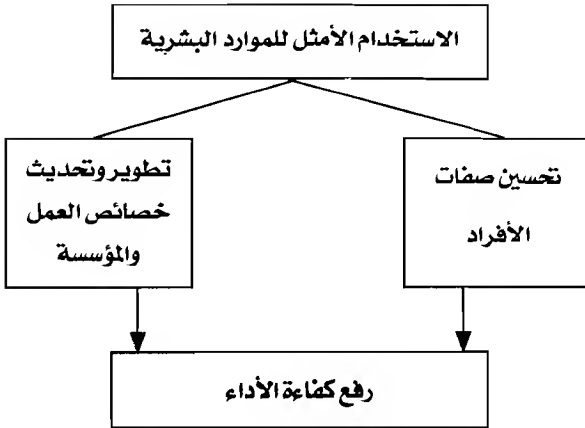 الاستخدام الأمثل للموارد البشرية
تحسين صفات
الأفراد
تطوير وتحديث
خصائص العمل
والمؤسسة
رفع كفاءة الأداء